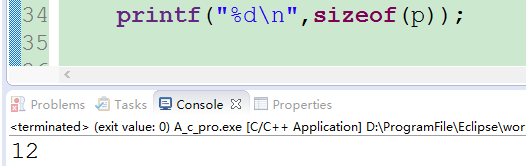 34 printf("%d\n",sizeof(p));
35
Problems Tasks Console Properties
<terminated> (exit value: 0) A_c_pro.exe [C/C++ Application] D:\ProgramFile\Eclipse\wor
12